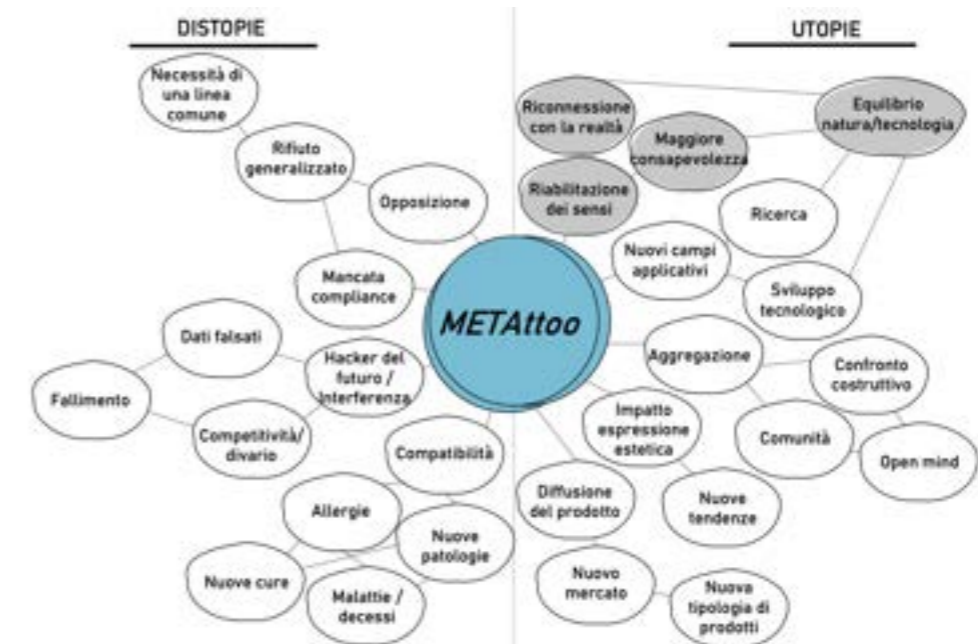 DISTOPIE
Necessità di
una linea
comune
Rifiuto
generalizzato
Opposizione
Mancata
compliance
Dati falsati
Hacker del
futuro /
Interferenza
Fallimento
Competitività/
divario
Compatibilità
Allergie
Nuove
patologie
Nuove cure
Malattie /
decessi
METAttoo
UTOPIE
Riconnessione
con la realtà
Equilibrio
natura/tecnologia
Maggiore
consapevolezza
Riabilitazione
dei sensi
Ricerca
Nuovi campi
applicativi
Sviluppo
tecnologico
Aggregazione
Confronto
costruttivo
Impatto
espressione
estetica
Comunità
Open mind
Diffusione
del prodotto
Nuove
tendenze
Nuovo
mercato
Nuova
tipologia di
prodotti